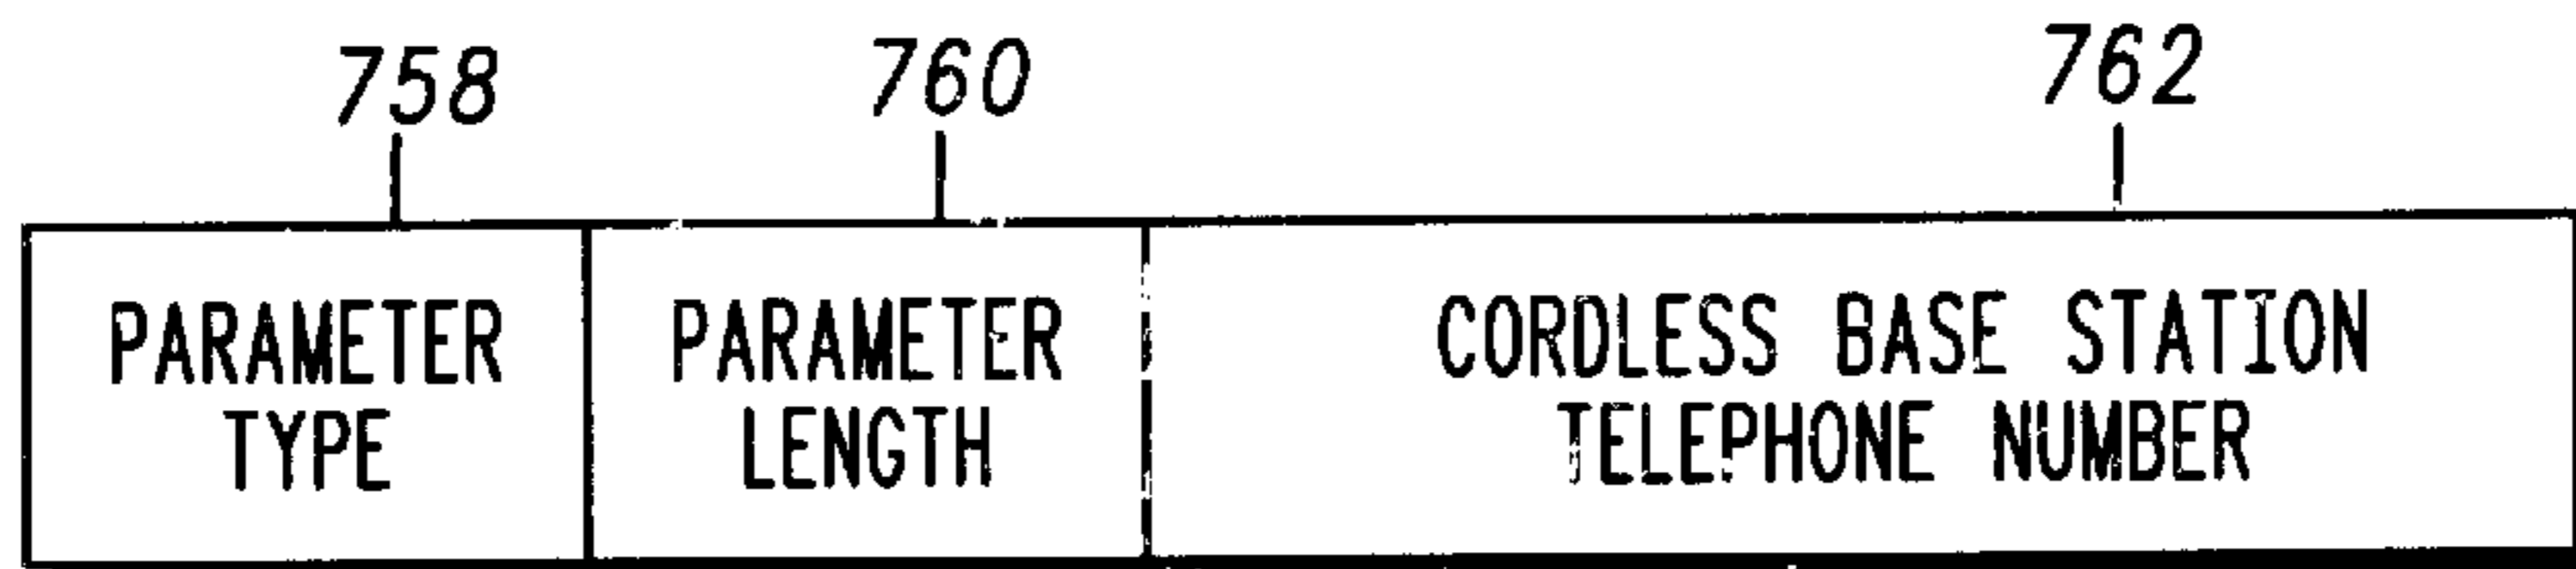 758 760 762
PARAMETER PARAMETER CORDLESS BASE STATION
TYPE LENGTH TELEPHONE NUMBER